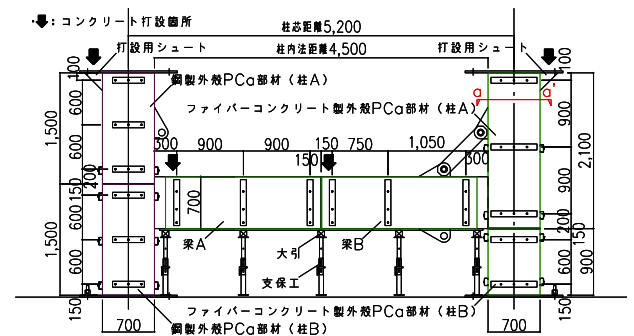 ・⬇：コンクリート打設箇所
柱芯距離5,200
柱内法距離4,500
打設用シュート
打設用シュート
鋼製外殻PCa部材（柱A）
ファイバーコンクリート製外殻PCa部材（柱A）
100
600
1,500
600
200
150
600
1,500
600
150
700
300
900
900
150
750
1,050
300
150
700
梁A
梁B
大引
支保工
a
a'
100
900
2,100
900
200
150
600
900
150
700
ファイバーコンクリート製外殻PCa部材（柱B）
鋼製外殻PCa部材（柱B）